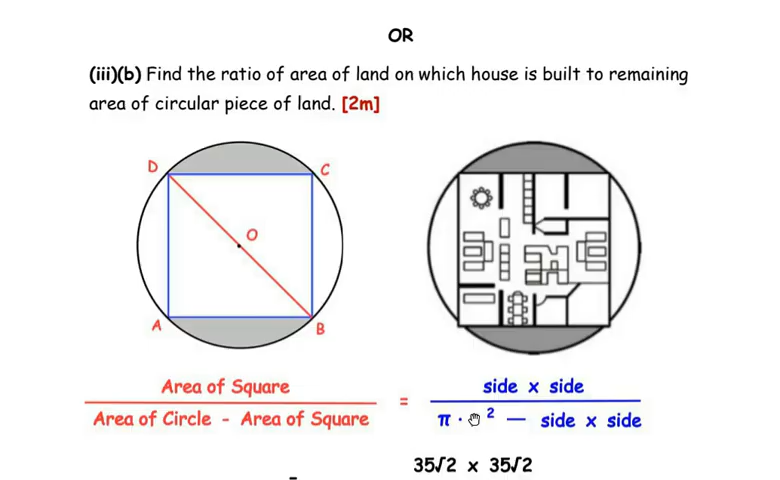 OR
(iii)(b) Find the ratio of area of land on which house is built to remaining
area of circular piece of land. [2m]
D
C
O
A
B
Area of Square
Area of Circle - Area of Square
=
side x side
π · 2 — side x side
35√2 x 35√2